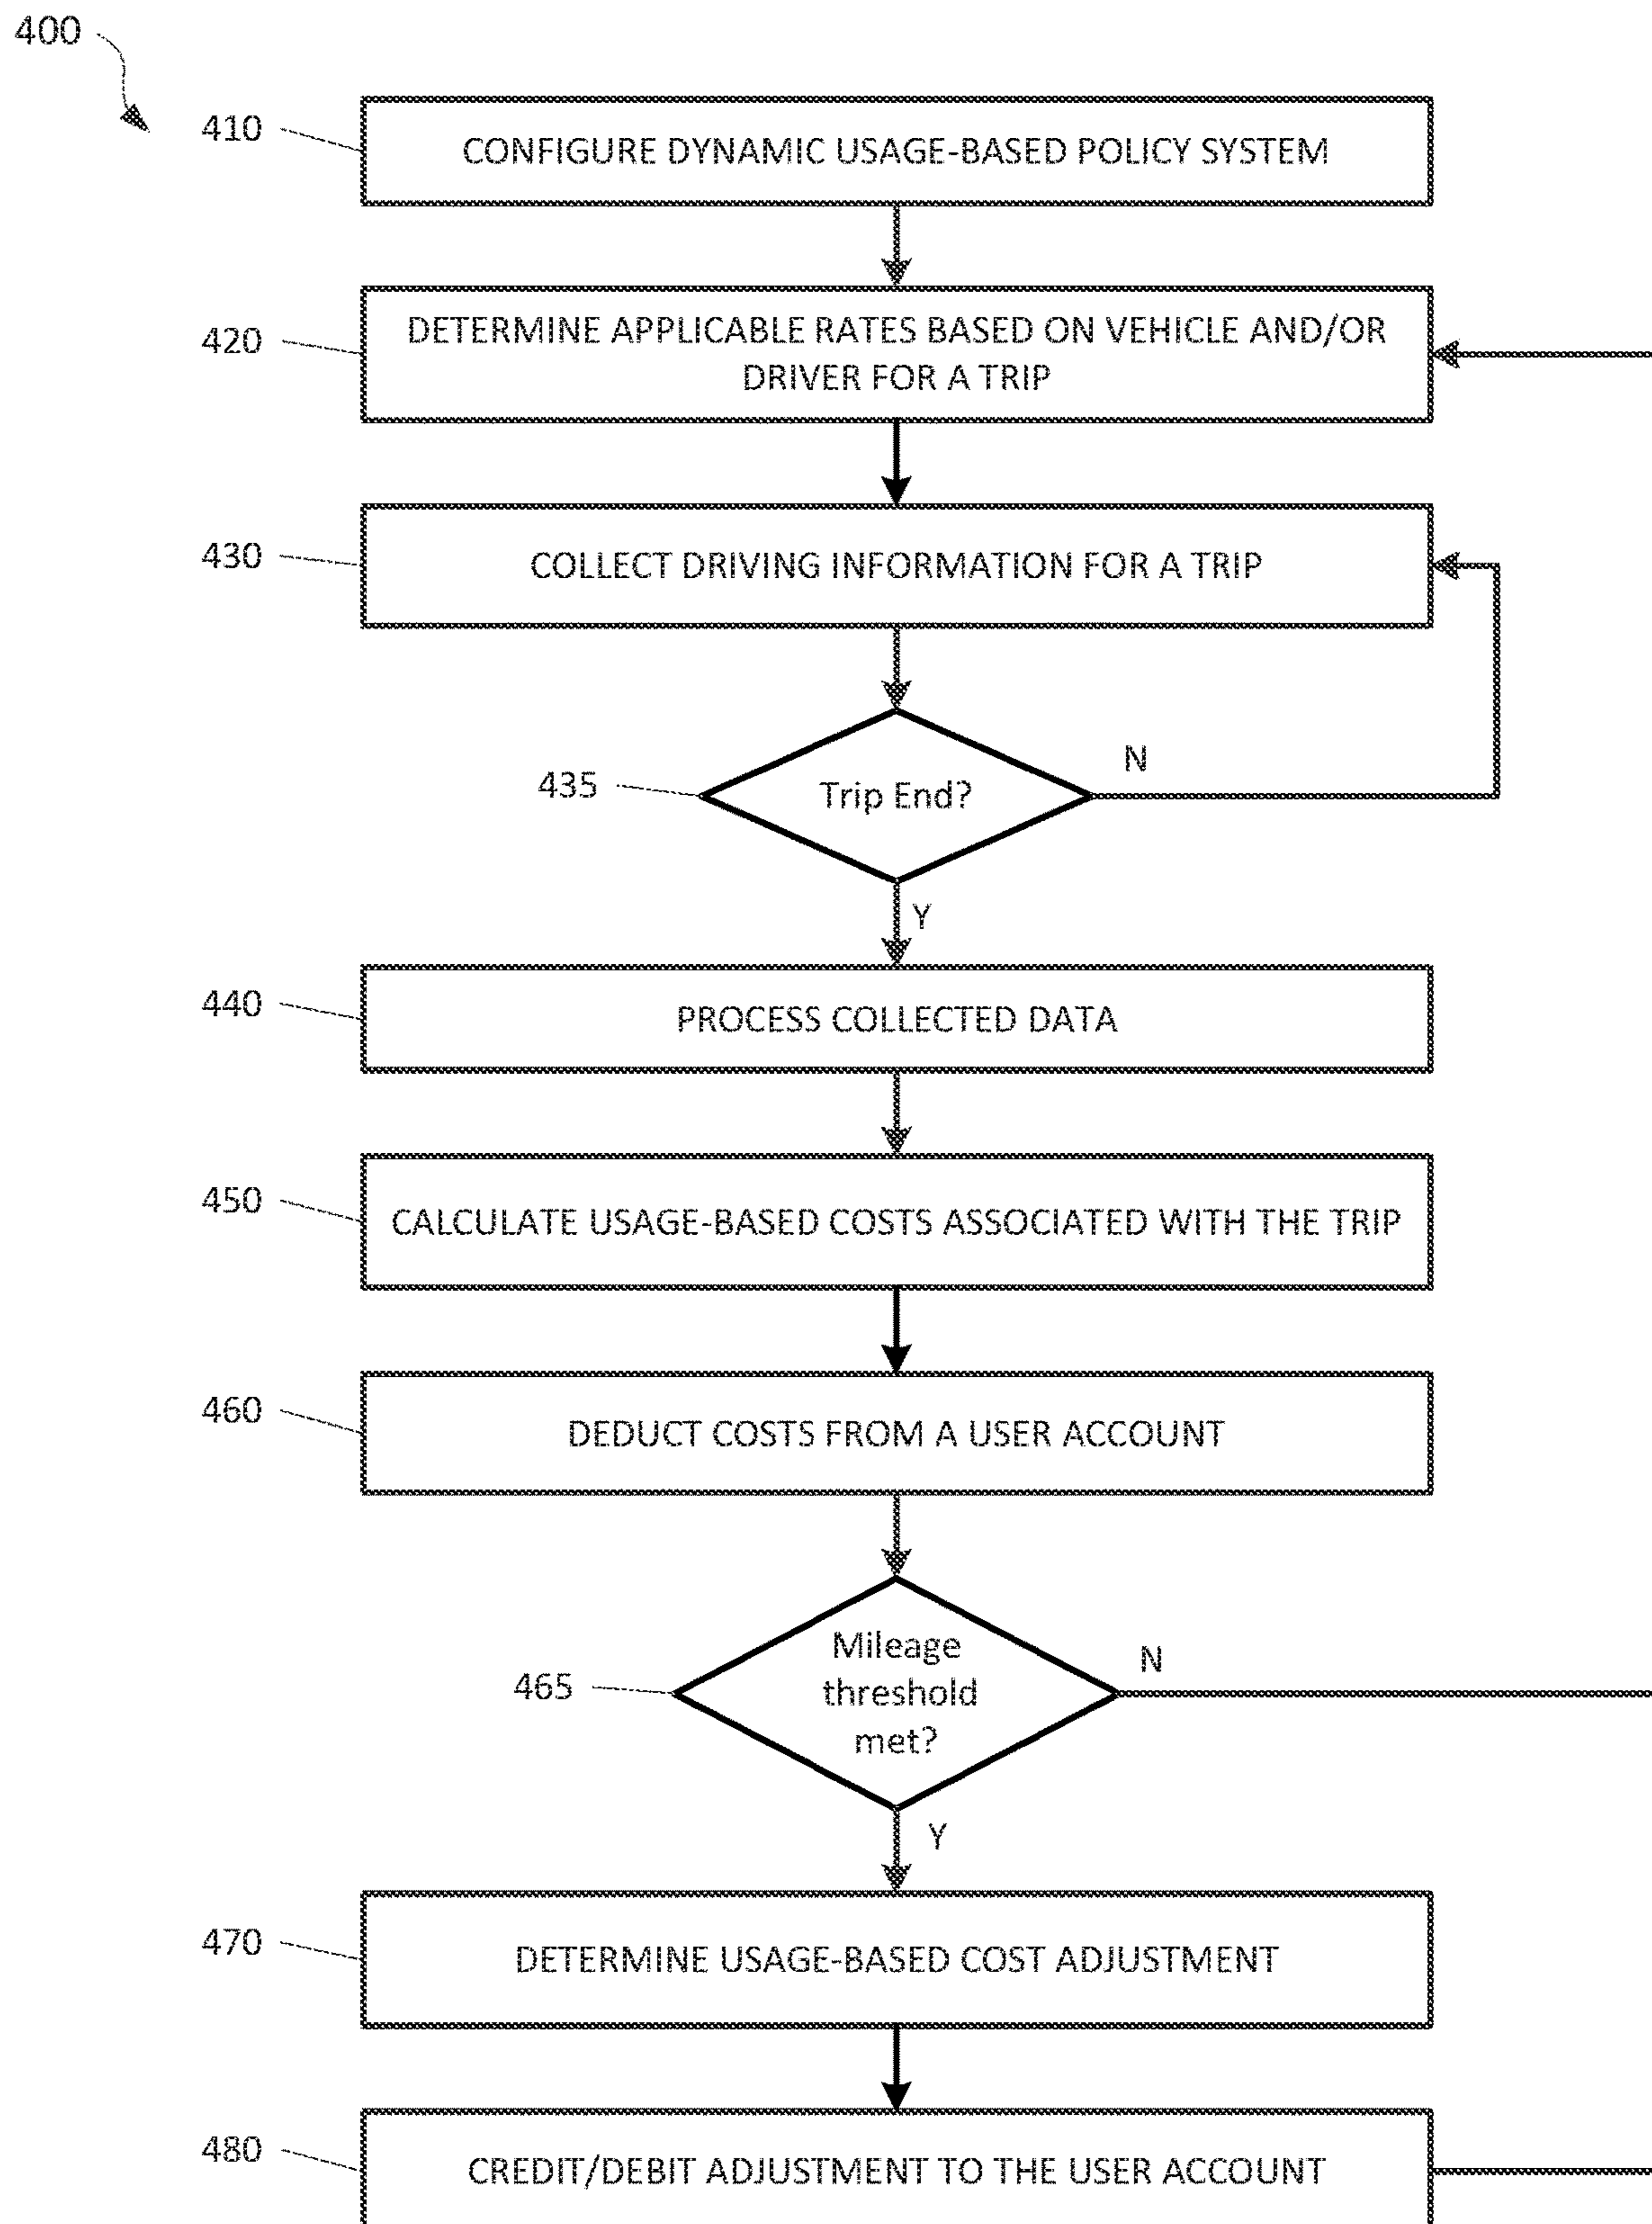 400
410
CONFIGURE DYNAMIC USAGE-BASED POLICY SYSTEM
420
DETERMINE APPLICABLE RATES BASED ON VEHICLE AND/OR
DRIVER FOR A TRIP
430
COLLECT DRIVING INFORMATION FOR A TRIP
435
Trip End?
N
Y
440
PROCESS COLLECTED DATA
450
CALCULATE USAGE-BASED COSTS ASSOCIATED WITH THE TRIP
460
DEDUCT COSTS FROM A USER ACCOUNT
465
Mileage
threshold
met?
N
Y
470
DETERMINE USAGE-BASED COST ADJUSTMENT
480
CREDIT/DEBIT ADJUSTMENT TO THE USER ACCOUNT